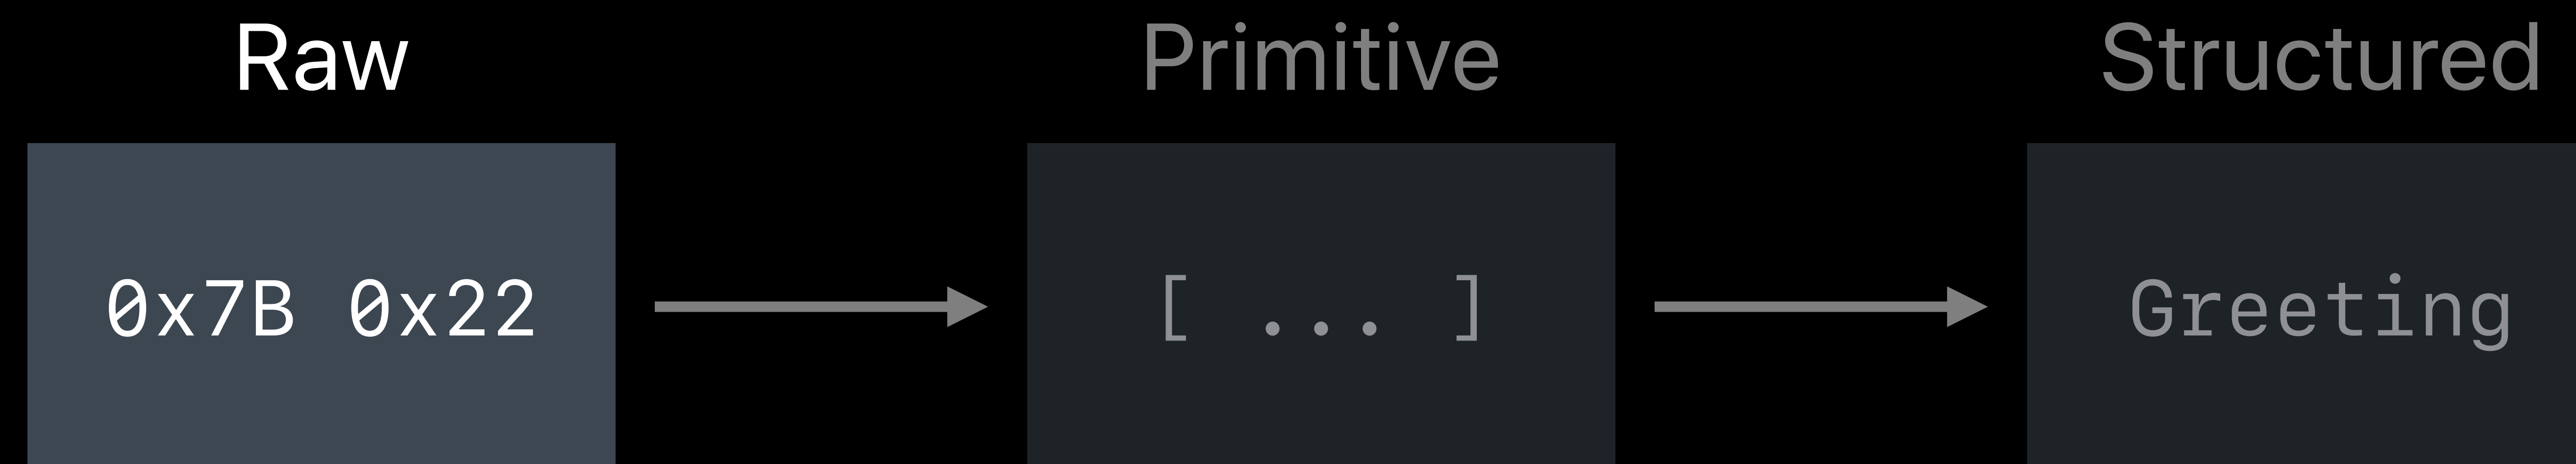 Raw Primitive Structured
0x7B 0x22 [ ... ] Greeting